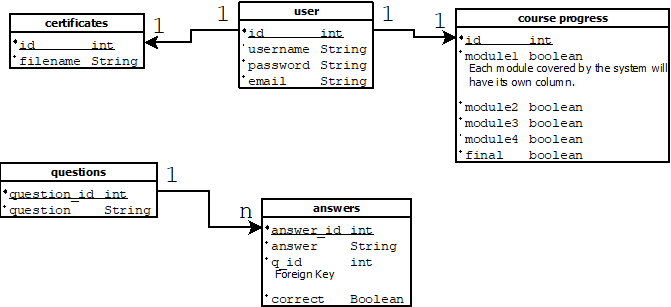 certificates
id int
filename String
1
1
user
id int
username String
password String
email String
1
1
course progress
id int
module1 boolean
Each module covered by the system will
have its own column.
module2 boolean
module3 boolean
module4 boolean
final boolean
questions
question_id int
question String
1
n
answers
answer_id int
answer String
q_id int
Foreign Key
correct Boolean